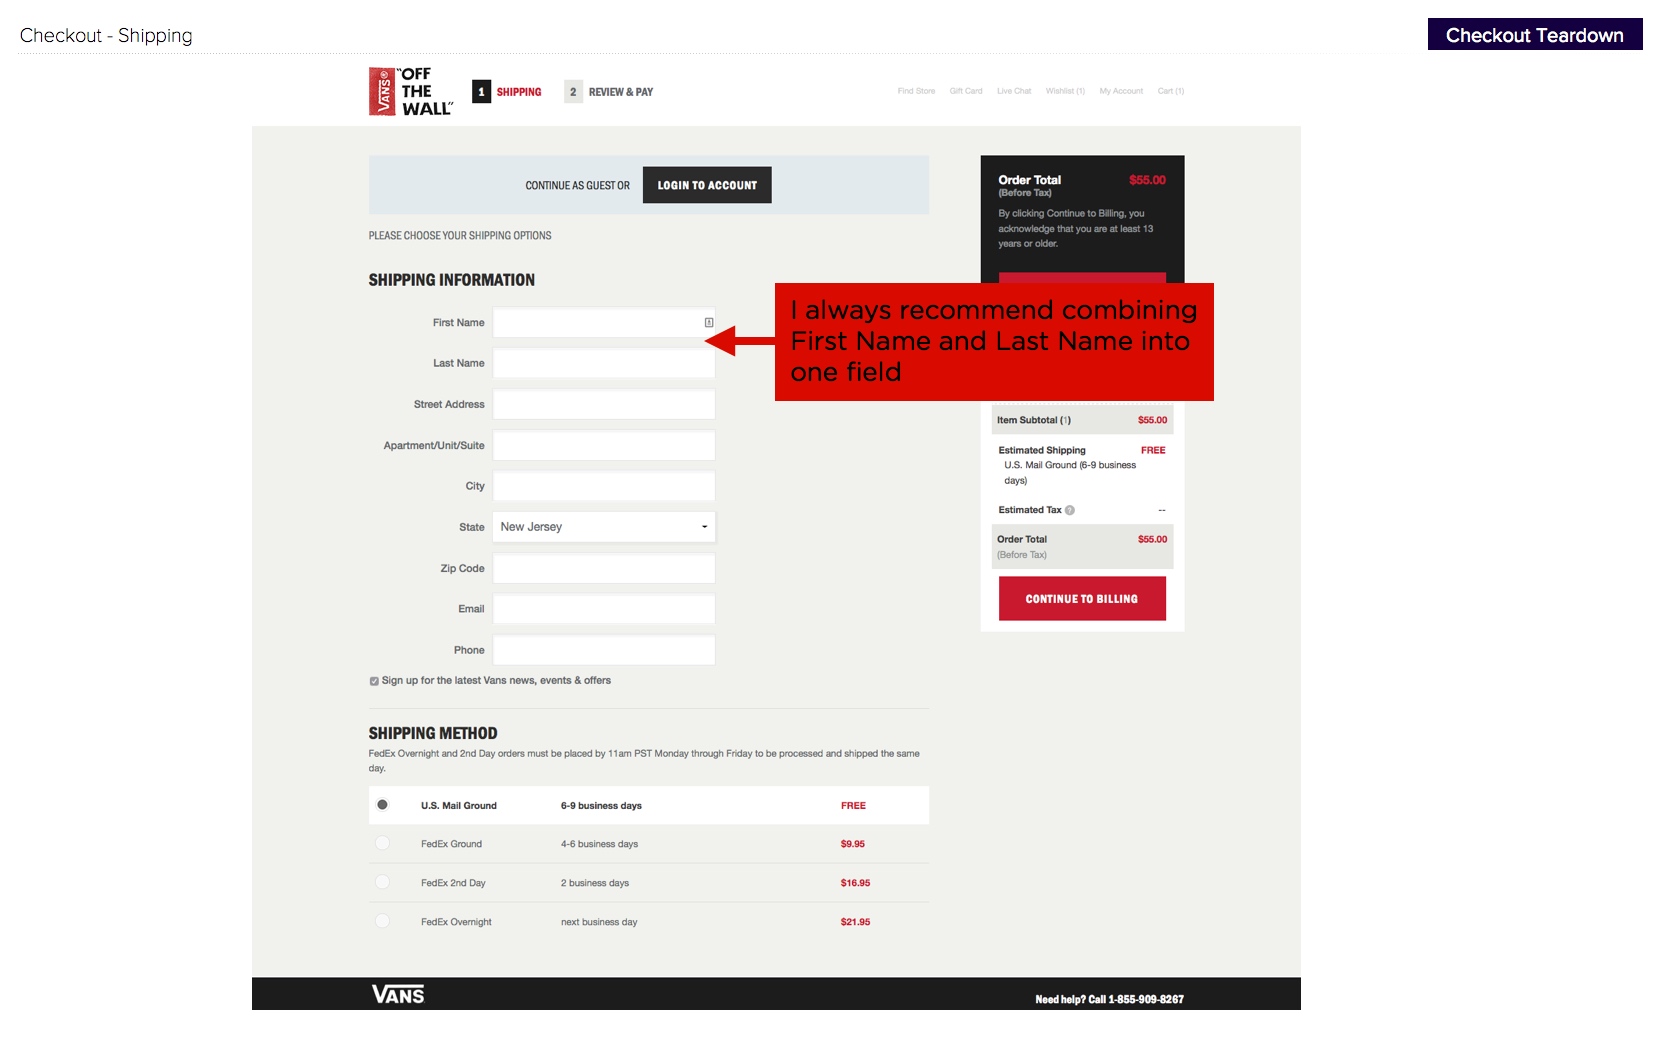 Checkout - Shipping
Checkout Teardown
VANS®
"OFF
THE
WALL"
1 SHIPPING 2 REVIEW & PAY
Find Store Gift Card Live Chat Wishlist (1) My Account Cart (1)
CONTINUE AS GUEST OR LOGIN TO ACCOUNT
PLEASE CHOOSE YOUR SHIPPING OPTIONS
SHIPPING INFORMATION
First Name
Last Name
Street Address
Apartment/Unit/Suite
City
State New Jersey
Zip Code
Email
Phone
Sign up for the latest Vans news, events & offers
I always recommend combining
First Name and Last Name into
one field
Order Total $55.00
(Before Tax)
By clicking Continue to Billing, you
acknowledge that you are at least 13
years or older.
Item Subtotal (1) $55.00
Estimated Shipping FREE
U.S. Mail Ground (6-9 business
days)
Estimated Tax ? --
Order Total $55.00
(Before Tax)
CONTINUE TO BILLING
SHIPPING METHOD
FedEx Overnight and 2nd Day orders must be placed by 11am PST Monday through Friday to be processed and shipped the same
day.
U.S. Mail Ground 6-9 business days FREE
FedEx Ground 4-6 business days $9.95
FedEx 2nd Day 2 business days $16.95
FedEx Overnight next business day $21.95
VANS
Need help? Call 1-855-909-8267